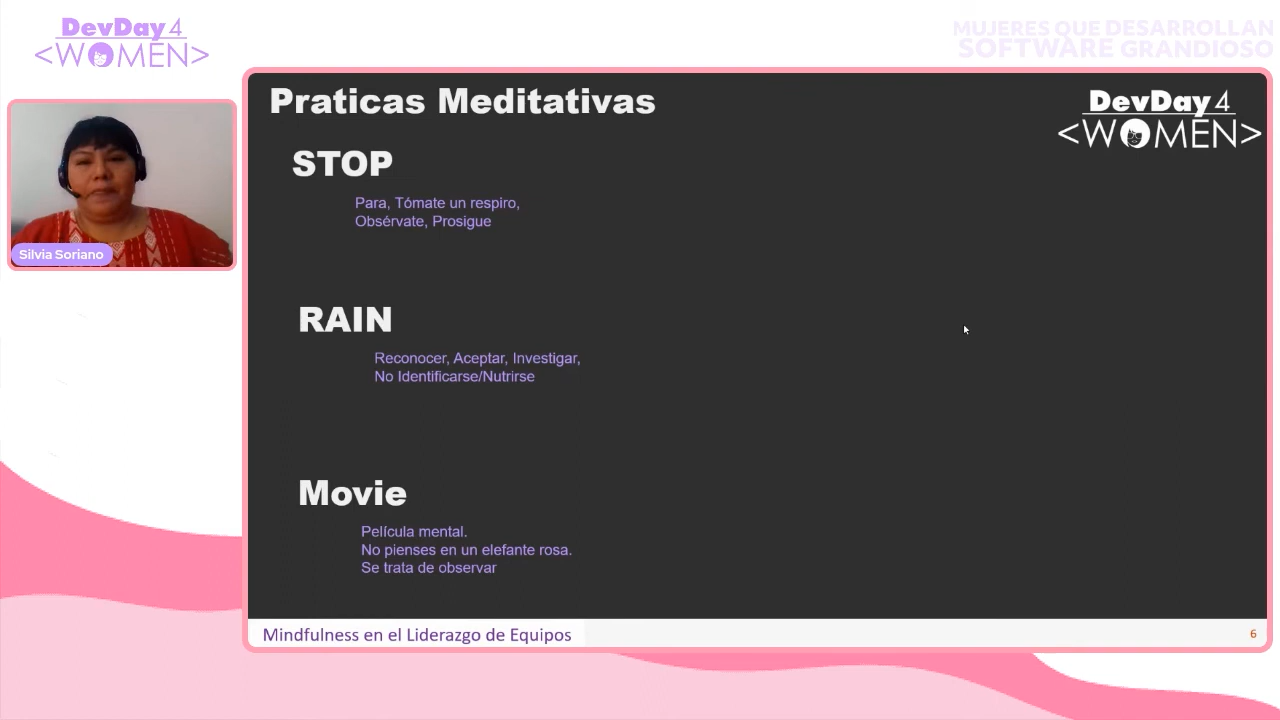 DevDay4
<WOMEN>
MUJERES QUE DESARROLLAN
SOFTWARE GRANDIOSO
Silvia Soriano
Praticas Meditativas
DevDay4
<WOMEN>
STOP
Para, Tómate un respiro,
Obsérvate, Prosigue
RAIN
Reconocer, Aceptar, Investigar,
No Identificarse/Nutrirse
Movie
Película mental.
No pienses en un elefante rosa.
Se trata de observar
Mindfulness en el Liderazgo de Equipos
6